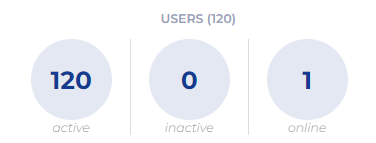 USERS (120)
120 0 1
active inactive online